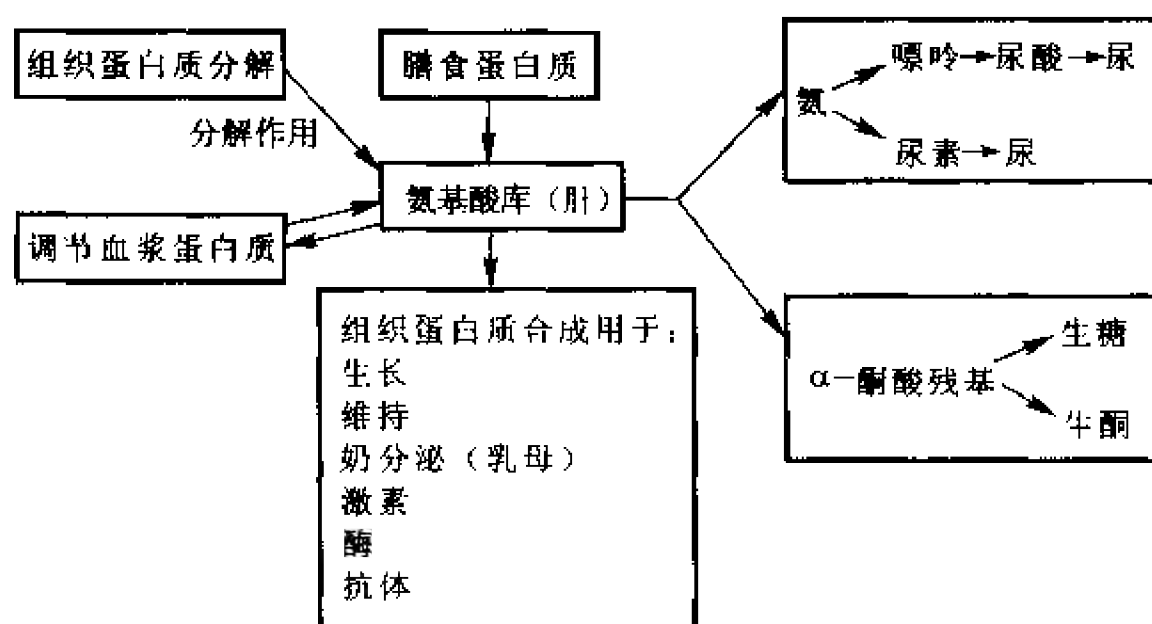 组织蛋白质分解
膳食蛋白质
分解作用
氨基酸库（肝）
调节血浆蛋白质
组织蛋白质合成用于：
生长
维持
奶分泌（乳母）
激素
酶
抗体
氨
嘌呤→尿酸→尿
尿素→尿
α-酮酸残基
生糖
生酮